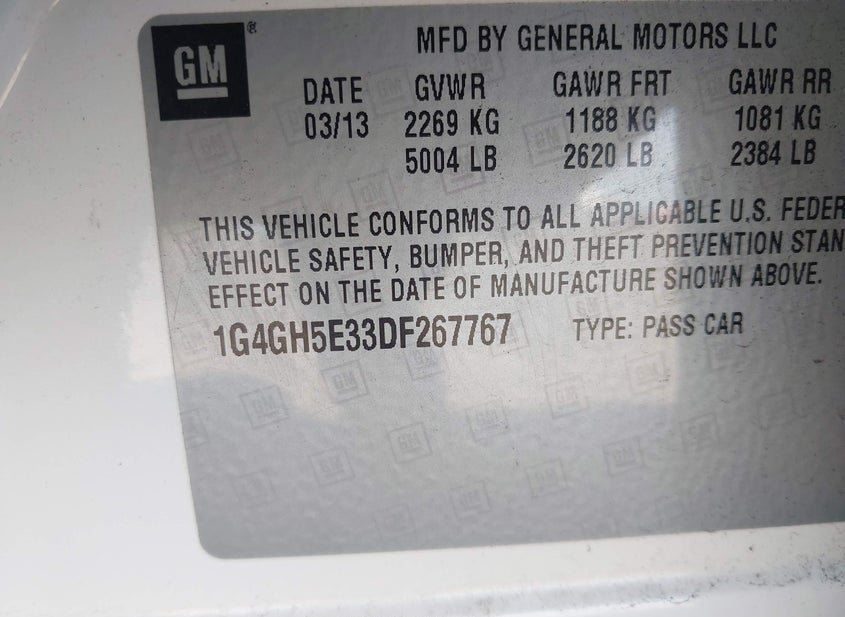 GM
®
MFD BY GENERAL MOTORS LLC
DATE GVWR GAWR FRT GAWR RR
03/13 2269 KG 1188 KG 1081 KG
5004 LB 2620 LB 2384 LB
THIS VEHICLE CONFORMS TO ALL APPLICABLE U.S. FEDER
VEHICLE SAFETY, BUMPER, AND THEFT PREVENTION STAN
EFFECT ON THE DATE OF MANUFACTURE SHOWN ABOVE.
1G4GH5E33DF267767 TYPE: PASS CAR